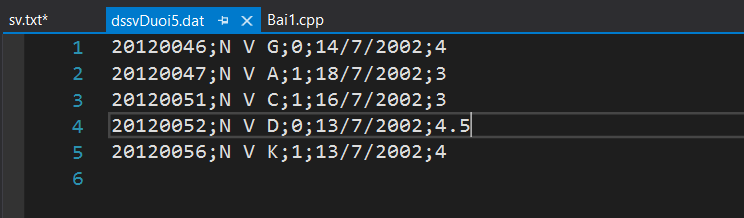 sv.txt* dssvDuoi5.dat Bai1.cpp
1 20120046;N V G;0;14/7/2002;4
2 20120047;N V A;1;18/7/2002;3
3 20120051;N V C;1;16/7/2002;3
4 20120052;N V D;0;13/7/2002;4.5
5 20120056;N V K;1;13/7/2002;4
6